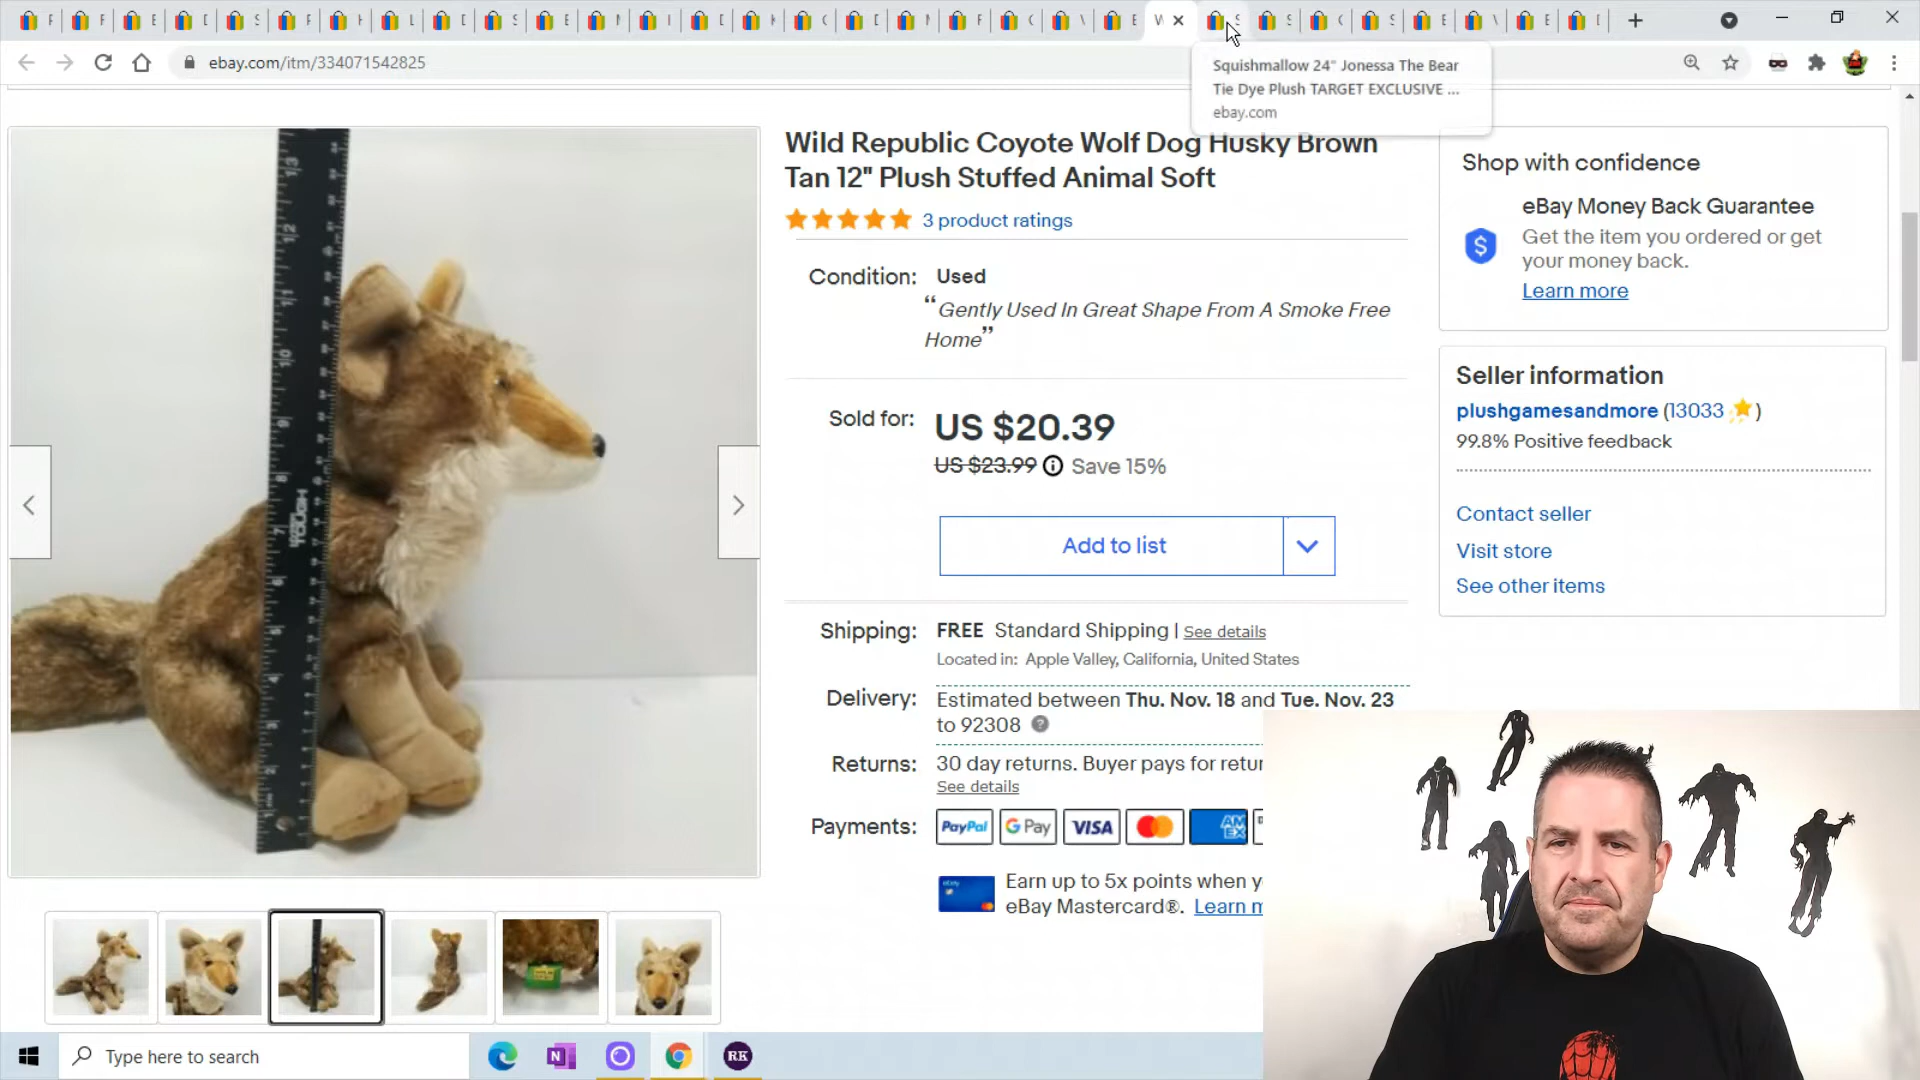 ebay.com/itm/334071542825
Squishmallow 24" Jonessa The Bear
Tie Dye Plush TARGET EXCLUSIVE ...
ebay.com
Wild Republic Coyote Wolf Dog Husky Brown
Tan 12" Plush Stuffed Animal Soft
3 product ratings
Condition: Used
“Gently Used In Great Shape From A Smoke Free
Home”
Sold for: US $20.39
US $23.99 Save 15%
Add to list
Shipping: FREE Standard Shipping | See details
Located in: Apple Valley, California, United States
Delivery: Estimated between Thu. Nov. 18 and Tue. Nov. 23
to 92308
Returns: 30 day returns. Buyer pays for retur
See details
Payments: PayPal G Pay VISA AM EX
Earn up to 5x points when y
eBay Mastercard®. Learn m
Shop with confidence
eBay Money Back Guarantee
Get the item you ordered or get
your money back.
Learn more
Seller information
plushgamesandmore (13033)
99.8% Positive feedback
Contact seller
Visit store
See other items
Type here to search
N
RK